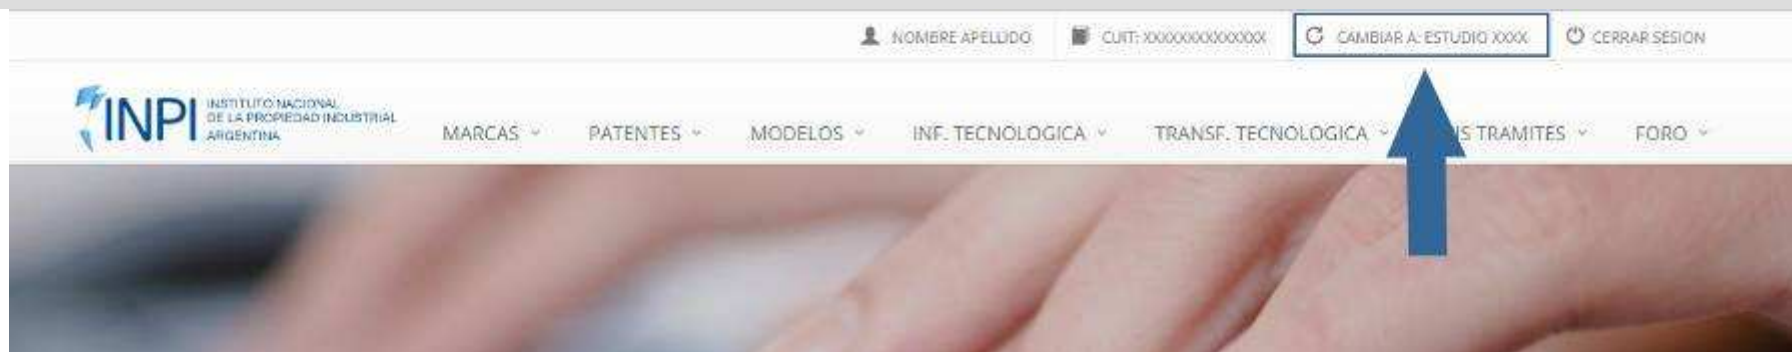 NOMBRE APELLIDO CUIT: XXXXXXXXXXXXXX CAMBIAR A: ESTUDIO XXXX CERRAR SESION
INPI
INSTITUTO NACIONAL
DE LA PROPIEDAD INDUSTRIAL
ARGENTINA
MARCAS PATENTES MODELOS INF. TECNOLOGICA TRANSF. TECNOLOGICA TRAMITES FORO